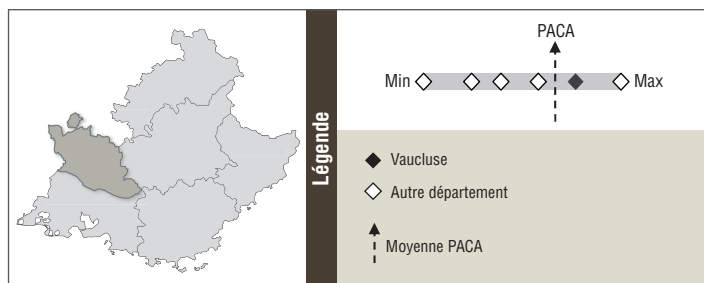 Légende
PACA
Min Max
Vaucluse
Autre département
Moyenne PACA